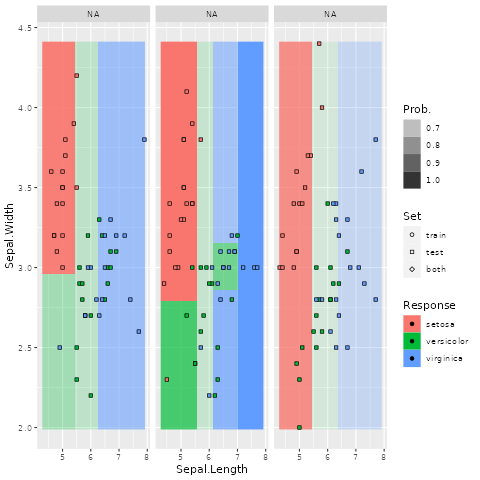 NA NA NA
4.5
4.0
3.5
3.0
2.5
2.0
Sepal.Width
5 6 7 8 5 6 7 8 5 6 7 8
Sepal.Length
Prob.
0.7
0.8
0.9
1.0
Set
train
test
both
Response
setosa
versicolor
virginica